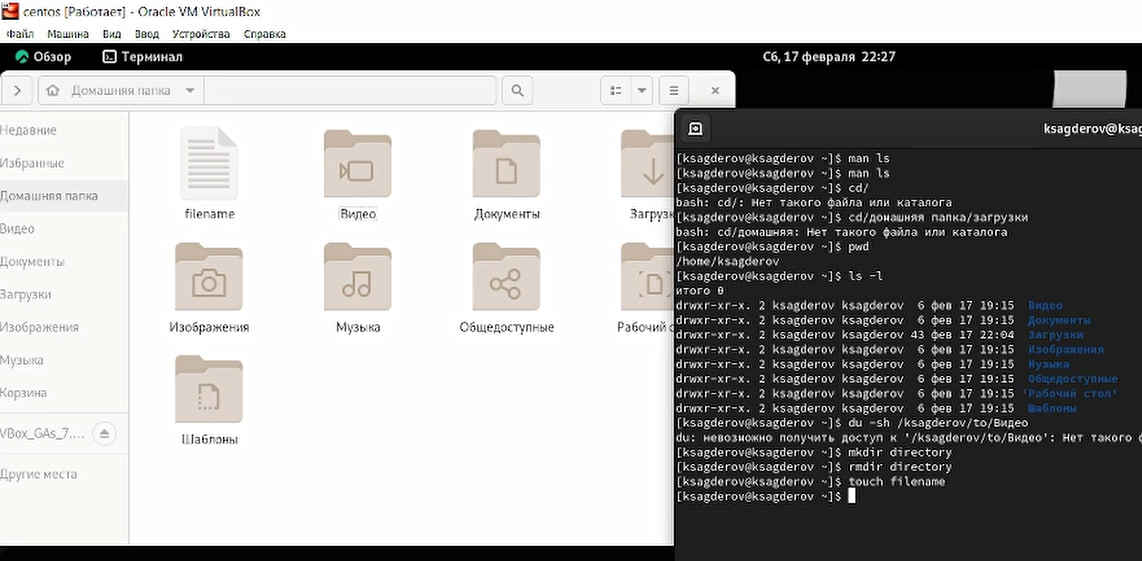 centos [Работает] - Oracle VM VirtualBox
Файл Машина Вид Ввод Устройства Справка
Обзор Терминал Сб, 17 февраля 22:27
Домашняя папка
Недавние
Избранные
Домашняя папка
Видео
Документы
Загрузки
Изображения
Музыка
Корзина
VBox_GAs_7....
Другие места
filename Видео Документы Загрузк
Изображения Музыка Общедоступные Рабочий с
Шаблоны
ksagderov@ksag
[ksagderov@ksagderov ~]$ man ls
[ksagderov@ksagderov ~]$ man ls
[ksagderov@ksagderov ~]$ cd/
bash: cd/: Нет такого файла или каталога
[ksagderov@ksagderov ~]$ cd/домашняя папка/загрузки
bash: cd/домашняя: Нет такого файла или каталога
[ksagderov@ksagderov ~]$ pwd
/home/ksagderov
[ksagderov@ksagderov ~]$ ls -l
итого 0
drwxr-xr-x. 2 ksagderov ksagderov 6 фев 17 19:15 Видео
drwxr-xr-x. 2 ksagderov ksagderov 6 фев 17 19:15 Документы
drwxr-xr-x. 2 ksagderov ksagderov 43 фев 17 22:04 Загрузки
drwxr-xr-x. 2 ksagderov ksagderov 6 фев 17 19:15 Изображения
drwxr-xr-x. 2 ksagderov ksagderov 6 фев 17 19:15 Музыка
drwxr-xr-x. 2 ksagderov ksagderov 6 фев 17 19:15 Общедоступные
drwxr-xr-x. 2 ksagderov ksagderov 6 фев 17 19:15 'Рабочий стол'
drwxr-xr-x. 2 ksagderov ksagderov 6 фев 17 19:15 Шаблоны
[ksagderov@ksagderov ~]$ du -sh /ksagderov/to/Видео
du: невозможно получить доступ к '/ksagderov/to/Видео': Нет такого ф
[ksagderov@ksagderov ~]$ mkdir directory
[ksagderov@ksagderov ~]$ rmdir directory
[ksagderov@ksagderov ~]$ touch filename
[ksagderov@ksagderov ~]$